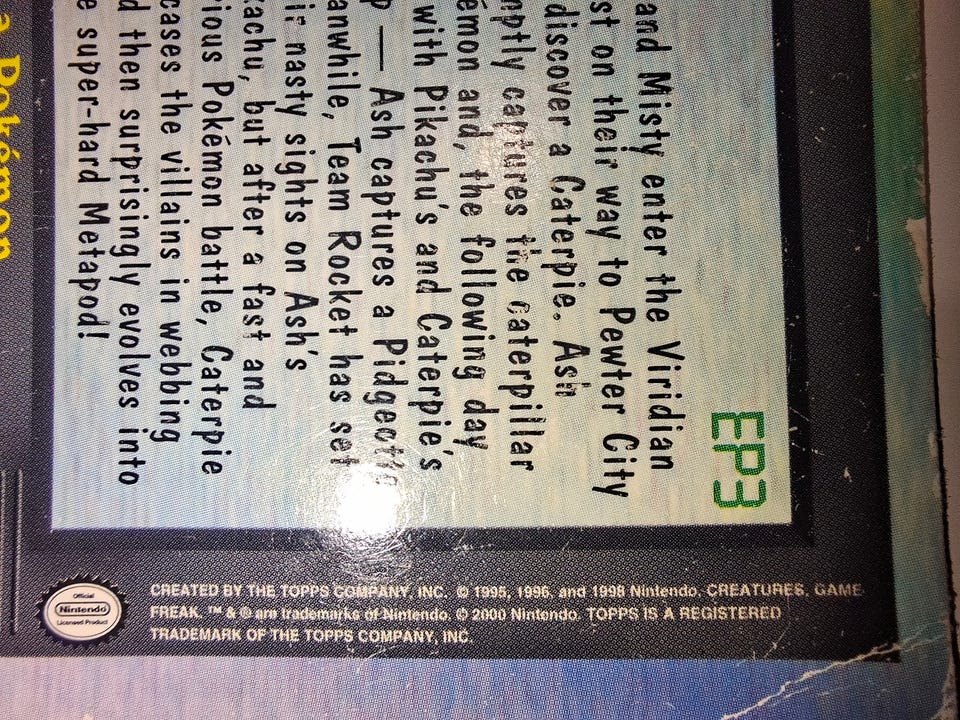 EP3
and Misty enter the Viridian
st on their way to Pewter City
discover a Caterpie. Ash
mptly captures the caterpillar
émon and, the following day
with Pikachu's and Caterpie's
p — Ash captures a Pidgeotto
anwhile, Team Rocket has set
ir nasty sights on Ash's
achu, but after a fast and
ious Pokémon battle, Caterpie
cases the villains in webbing
d then surprisingly evolves into
e super-hard Metapod!
e Pokémon
CREATED BY THE TOPPS COMPANY, INC. © 1995, 1996, and 1998 Nintendo, CREATURES, GAME
FREAK. ™ & ® are trademarks of Nintendo. © 2000 Nintendo. TOPPS IS A REGISTERED
TRADEMARK OF THE TOPPS COMPANY, INC.
Official
Nintendo
Licensed Product